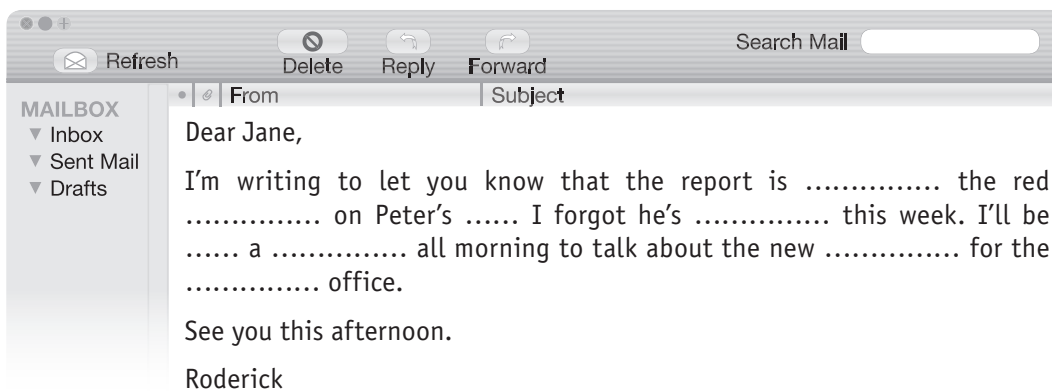 Refresh
Delete
Reply
Forward
Search Mail
From
Subject
MAILBOX
Inbox
Sent Mail
Drafts
Dear Jane,
I'm writing to let you know that the report is ............... the red
............... on Peter's ...... I forgot he's ............... this week. I'll be
...... a ............... all morning to talk about the new ............... for the
............... office.
See you this afternoon.
Roderick